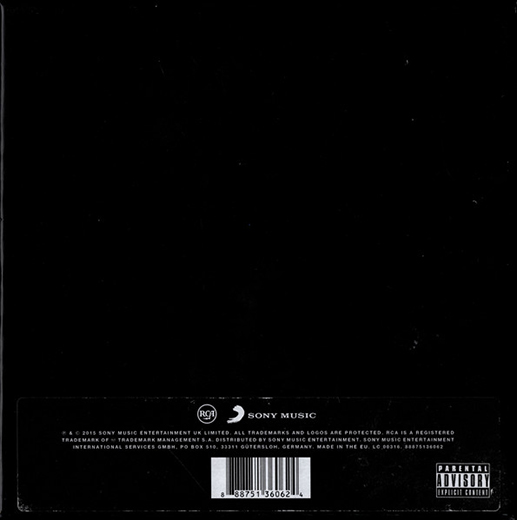 RCA SONY MUSIC
℗ & © 2015 SONY MUSIC ENTERTAINMENT UK LIMITED. ALL TRADEMARKS AND LOGOS ARE PROTECTED. RCA IS A REGISTERED
TRADEMARK OF ® TRADEMARK MANAGEMENT S.A. DISTRIBUTED BY SONY MUSIC ENTERTAINMENT. SONY MUSIC ENTERTAINMENT
INTERNATIONAL SERVICES GMBH, PO BOX 510, 33311 GÜTERSLOH, GERMANY. MADE IN THE EU. LC 00316. 88875136062
8 88751 36062 4
PARENTAL
ADVISORY
EXPLICIT CONTENT